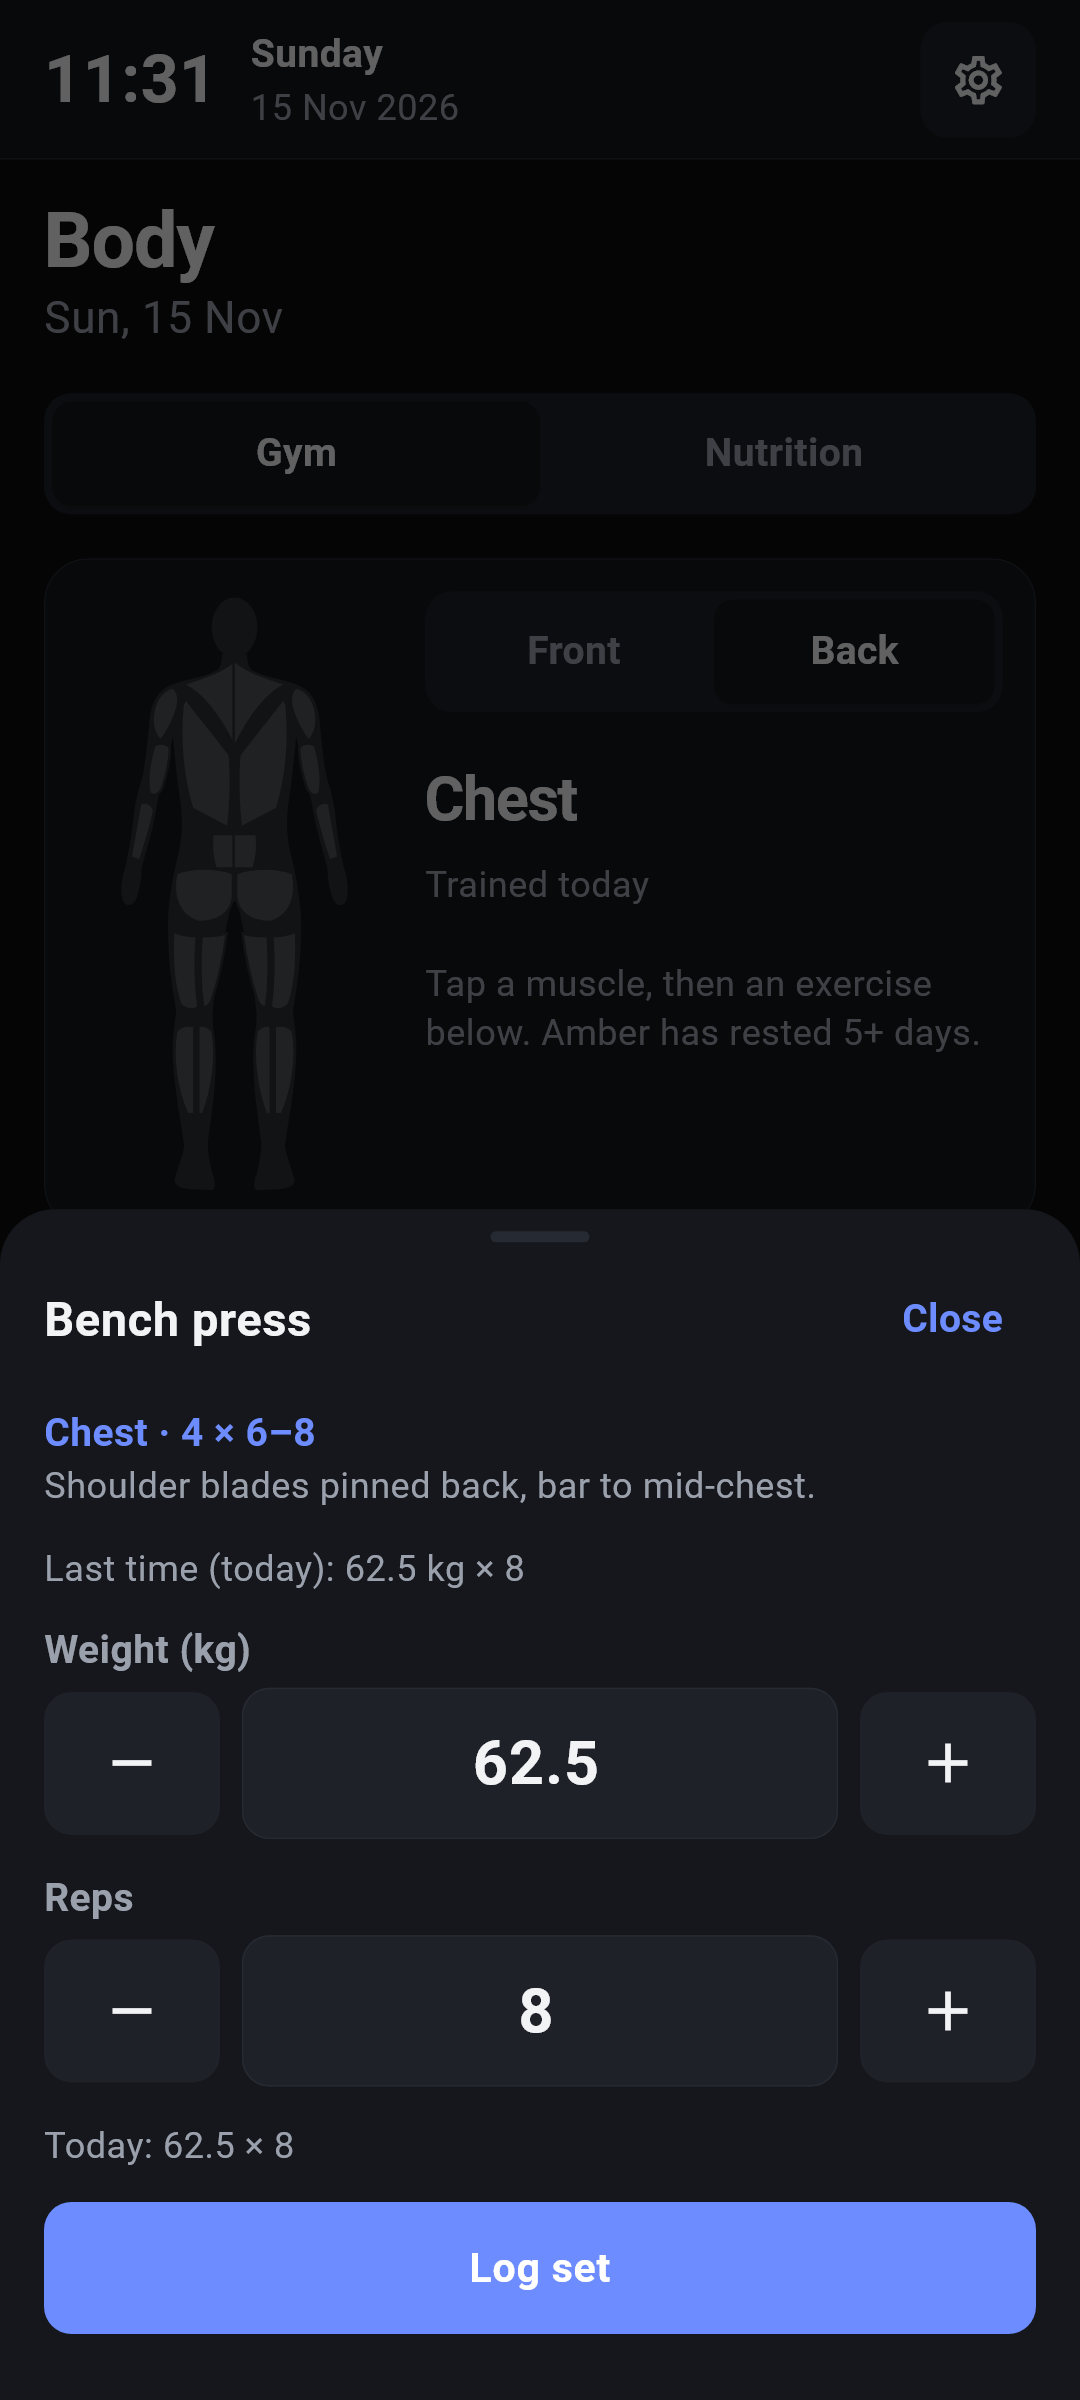 11:31
Sunday
15 Nov 2026
Body
Sun, 15 Nov
Gym
Nutrition
Front
Back
Chest
Trained today
Tap a muscle, then an exercise
below. Amber has rested 5+ days.
Bench press
Close
Chest · 4 × 6–8
Shoulder blades pinned back, bar to mid-chest.
Last time (today): 62.5 kg × 8
Weight (kg)
− 62.5 +
Reps
− 8 +
Today: 62.5 × 8
Log set